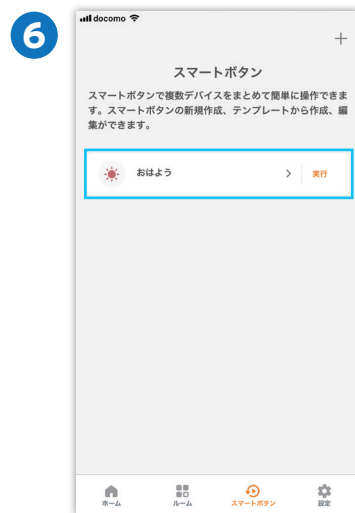 6
docomo
＋
スマートボタン
スマートボタンで複数デバイスをまとめて簡単に操作できま
す。スマートボタンの新規作成、テンプレートから作成、編
集ができます。
おはよう > 実行
ホーム ルーム スマートボタン 設定